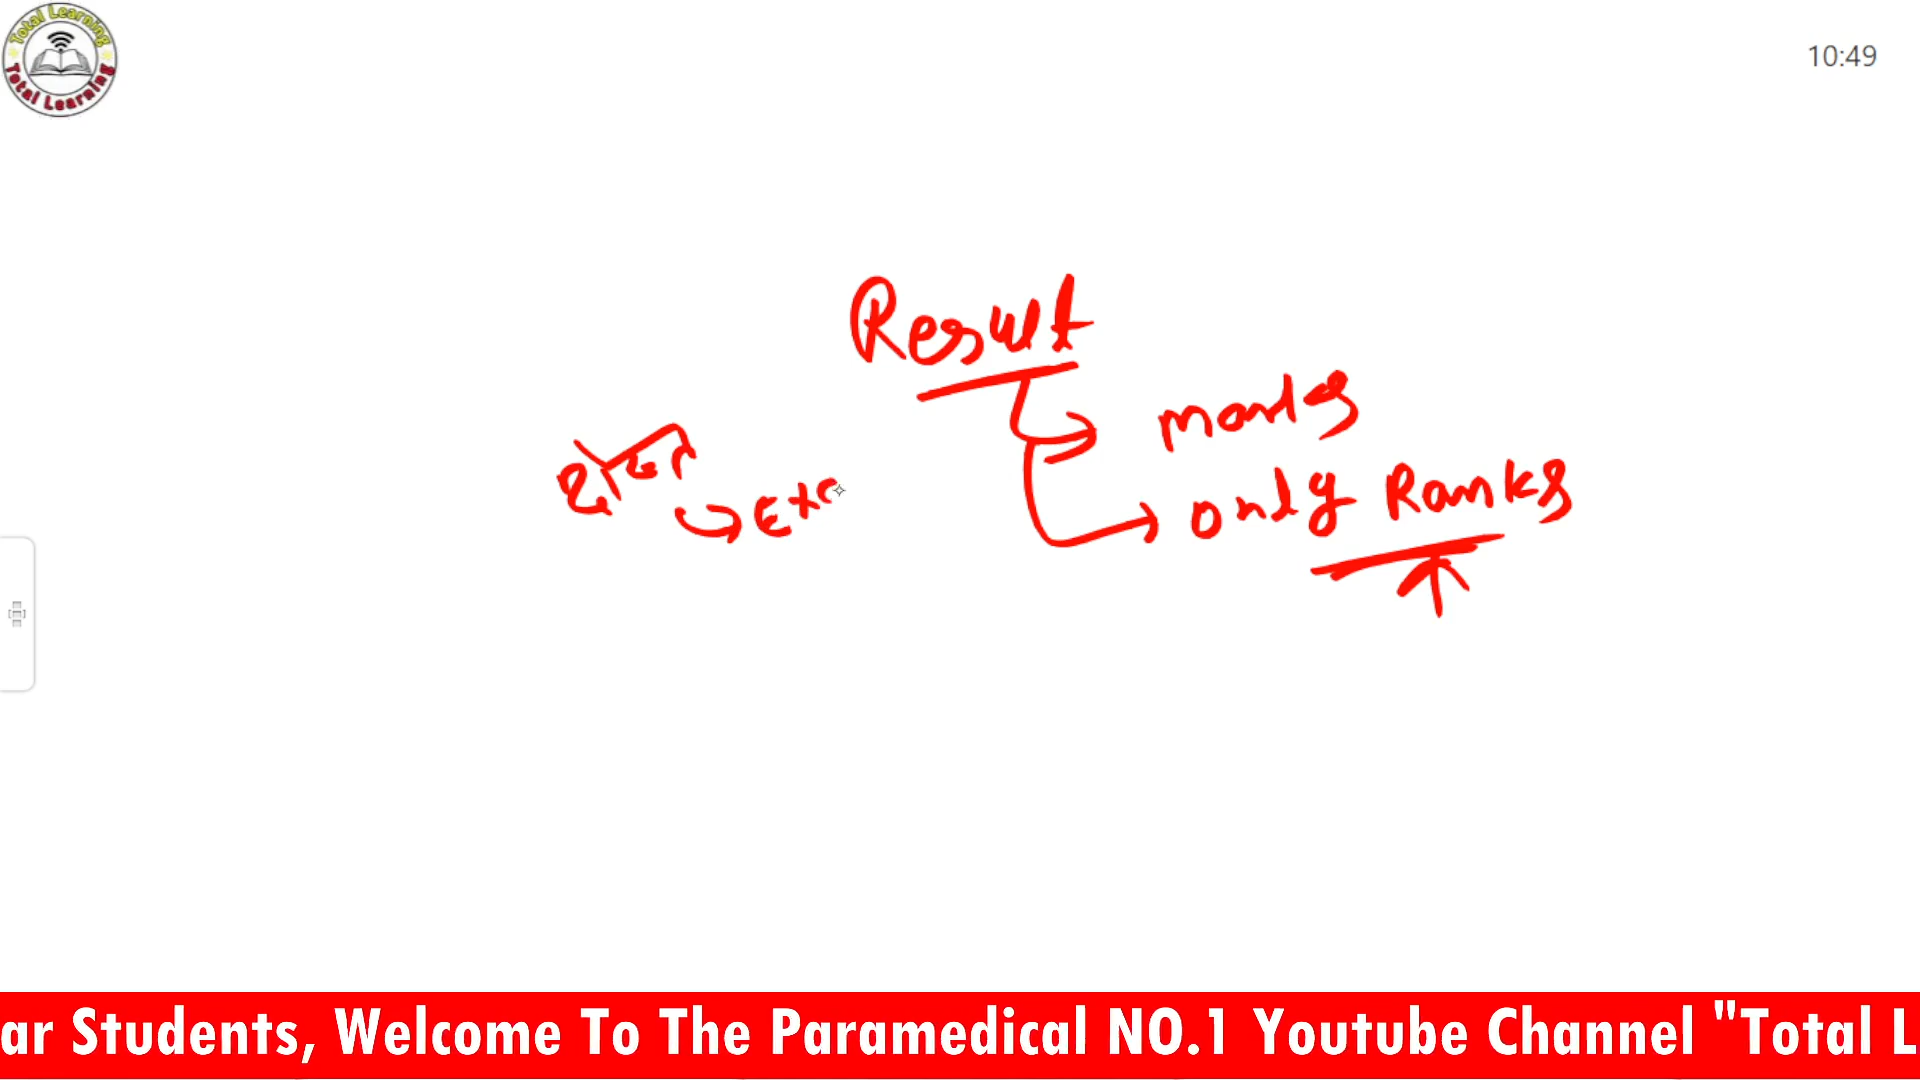 Total Learning
Total Learning
10:49
Result
marks
only Ranks
Exa
ar Students, Welcome To The Paramedical NO.1 Youtube Channel "Total L